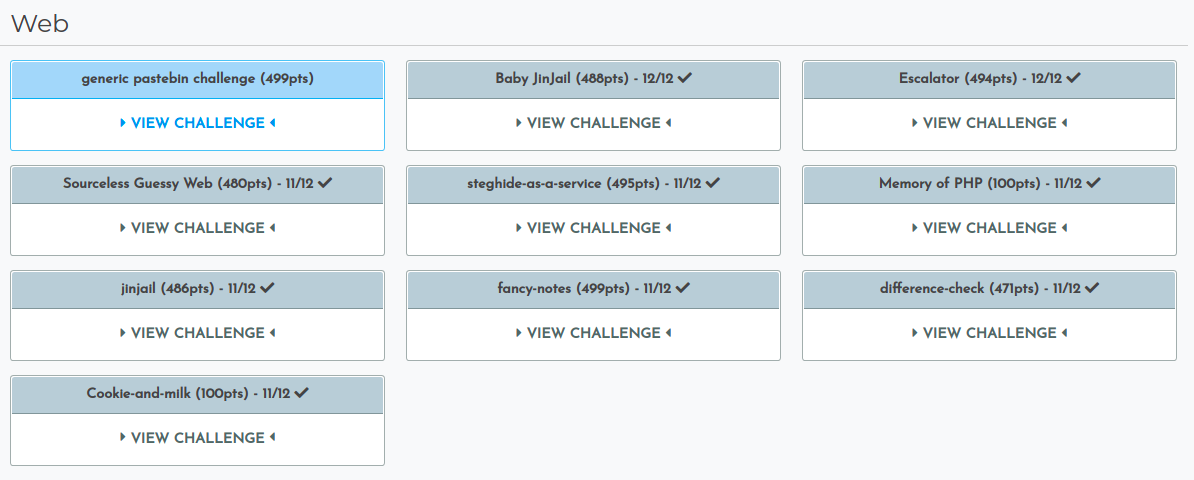 Web
generic pastebin challenge (499pts)
VIEW CHALLENGE
Baby JinJail (488pts) - 12/12
VIEW CHALLENGE
Escalator (494pts) - 12/12
VIEW CHALLENGE
Sourceless Guessy Web (480pts) - 11/12
VIEW CHALLENGE
steghide-as-a-service (495pts) - 11/12
VIEW CHALLENGE
Memory of PHP (100pts) - 11/12
VIEW CHALLENGE
jinjail (486pts) - 11/12
VIEW CHALLENGE
fancy-notes (499pts) - 11/12
VIEW CHALLENGE
difference-check (471pts) - 11/12
VIEW CHALLENGE
Cookie-and-milk (100pts) - 11/12
VIEW CHALLENGE